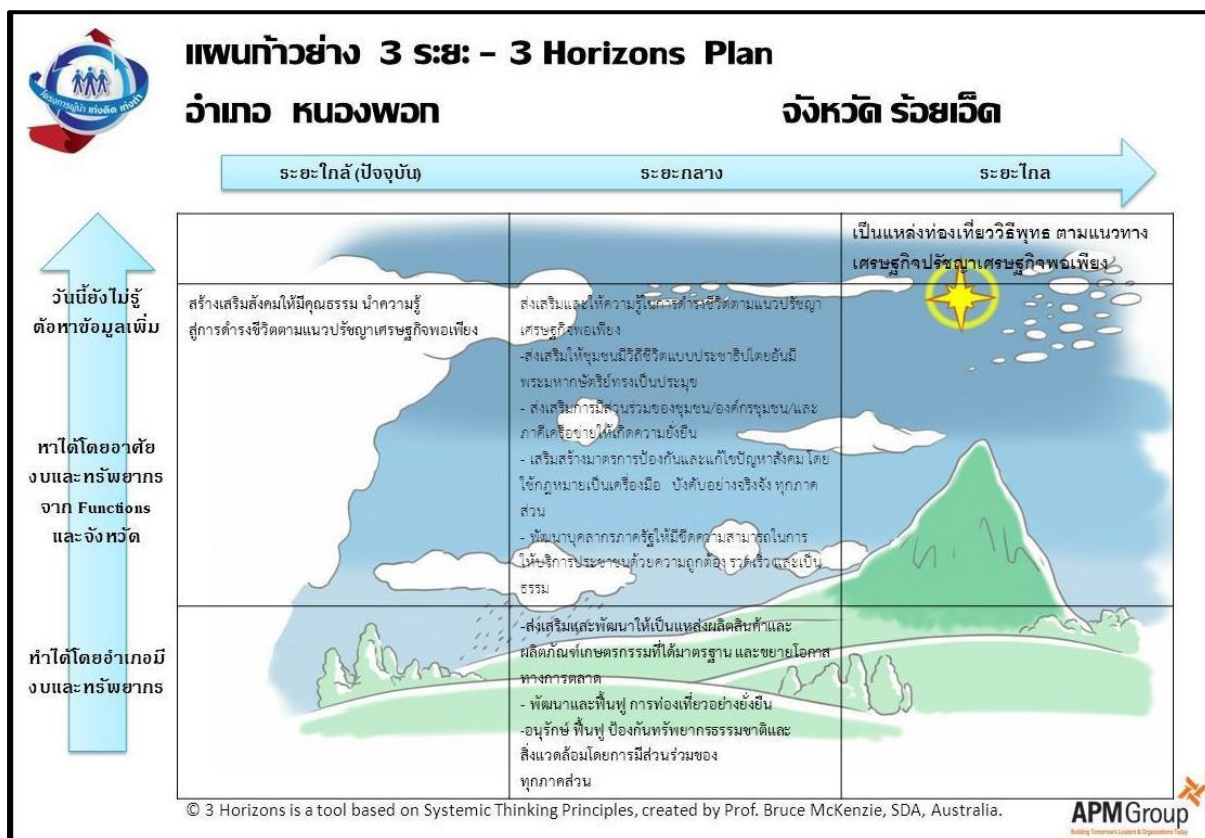 แผนก้าวย่าง 3 ระยะ – 3 Horizons Plan
อำเภอ หนองพอก จังหวัด ร้อยเอ็ด
โครงการผู้นำ เก่งคิด เก่งทำ
ระยะใกล้ (ปัจจุบัน) ระยะกลาง ระยะไกล
วันนี้ยังไม่รู้
ต้อหาข้อมูลเพิ่ม
หาได้โดยอาศัย
งบและทรัพยากร
จาก Functions
และจังหวัด
ทำได้โดยอำเภอมี
งบและทรัพยากร
สร้างเสริมสังคมให้มีคุณธรรม นำความรู้
สู่การดำรงชีวิตตามแนวปรัชญาเศรษฐกิจพอเพียง
ส่งเสริมและให้ความรู้ในการดำรงชีวิตตามแนวปรัชญา
เศรษฐกิจพอเพียง
-ส่งเสริมให้ชุมชนมีวิถีชีวิตแบบประชาธิปไตยอันมี
พระมหากษัตริย์ทรงเป็นประมุข
- ส่งเสริมการมีส่วนร่วมของชุมชน/องค์กรชุมชน/และ
ภาคีเครือข่ายให้เกิดความยั่งยืน
- เสริมสร้างมาตรการป้องกันและแก้ไขปัญหาสังคม โดย
ใช้กฎหมายเป็นเครื่องมือ บังคับอย่างจริงจัง ทุกภาค
ส่วน
- พัฒนาบุคลากรภาครัฐให้มีขีดความสามารถในการ
ให้บริการประชาชนด้วยความถูกต้อง รวดเร็วและเป็น
ธรรม
-ส่งเสริมและพัฒนาให้เป็นแหล่งผลิตสินค้าและ
ผลิตภัณฑ์เกษตรกรรมที่ได้มาตรฐาน และขยายโอกาส
ทางการตลาด
- พัฒนาและฟื้นฟู การท่องเที่ยวอย่างยั่งยืน
-อนุรักษ์ ฟื้นฟู ป้องกันทรัพยากรธรรมชาติและ
สิ่งแวดล้อมโดยการมีส่วนร่วมของ
ทุกภาคส่วน
เป็นแหล่งท่องเที่ยววิธีพุทธ ตามแนวทาง
เศรษฐกิจปรัชญาเศรษฐกิจพอเพียง
© 3 Horizons is a tool based on Systemic Thinking Principles, created by Prof. Bruce McKenzie, SDA, Australia.
APMGroup
Building Tomorrow's Leaders & Organizations Today